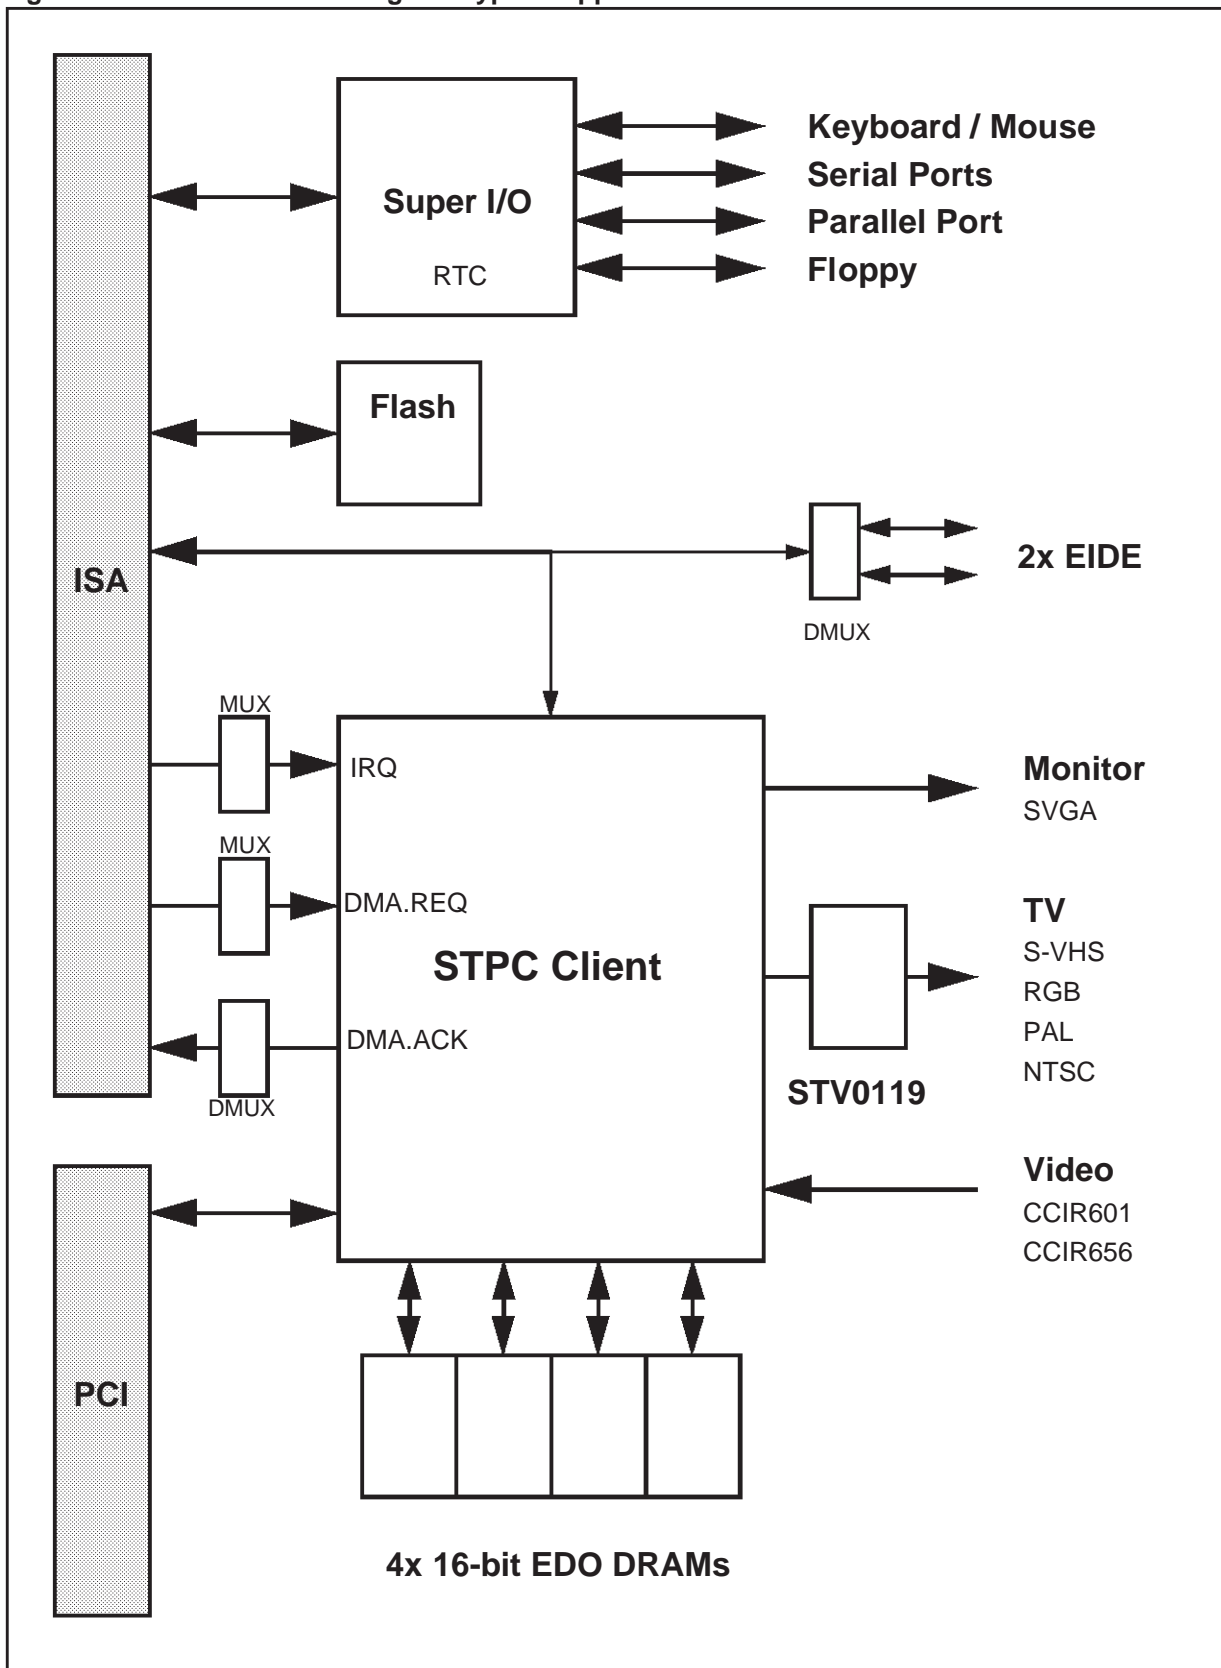 Keyboard / Mouse
Serial Ports
Super I/O
Parallel Port
RTC
Floppy
Flash
ISA
2x EIDE
DMUX
MUX
IRQ
Monitor
SVGA
MUX
DMA.REQ
STPC Client
TV
S-VHS
RGB
PAL
NTSC
DMA.ACK
DMUX
STV0119
Video
CCIR601
CCIR656
PCI
4x 16-bit EDO DRAMs